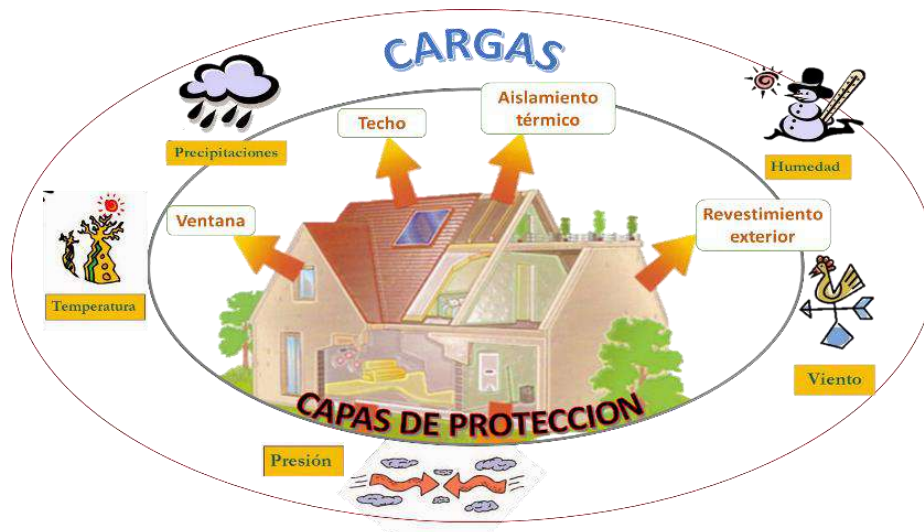 CARGAS
Aislamiento
térmico
Techo
Precipitaciones
Humedad
Ventana
Revestimiento
exterior
Temperatura
Viento
CAPAS DE PROTECCION
Presión